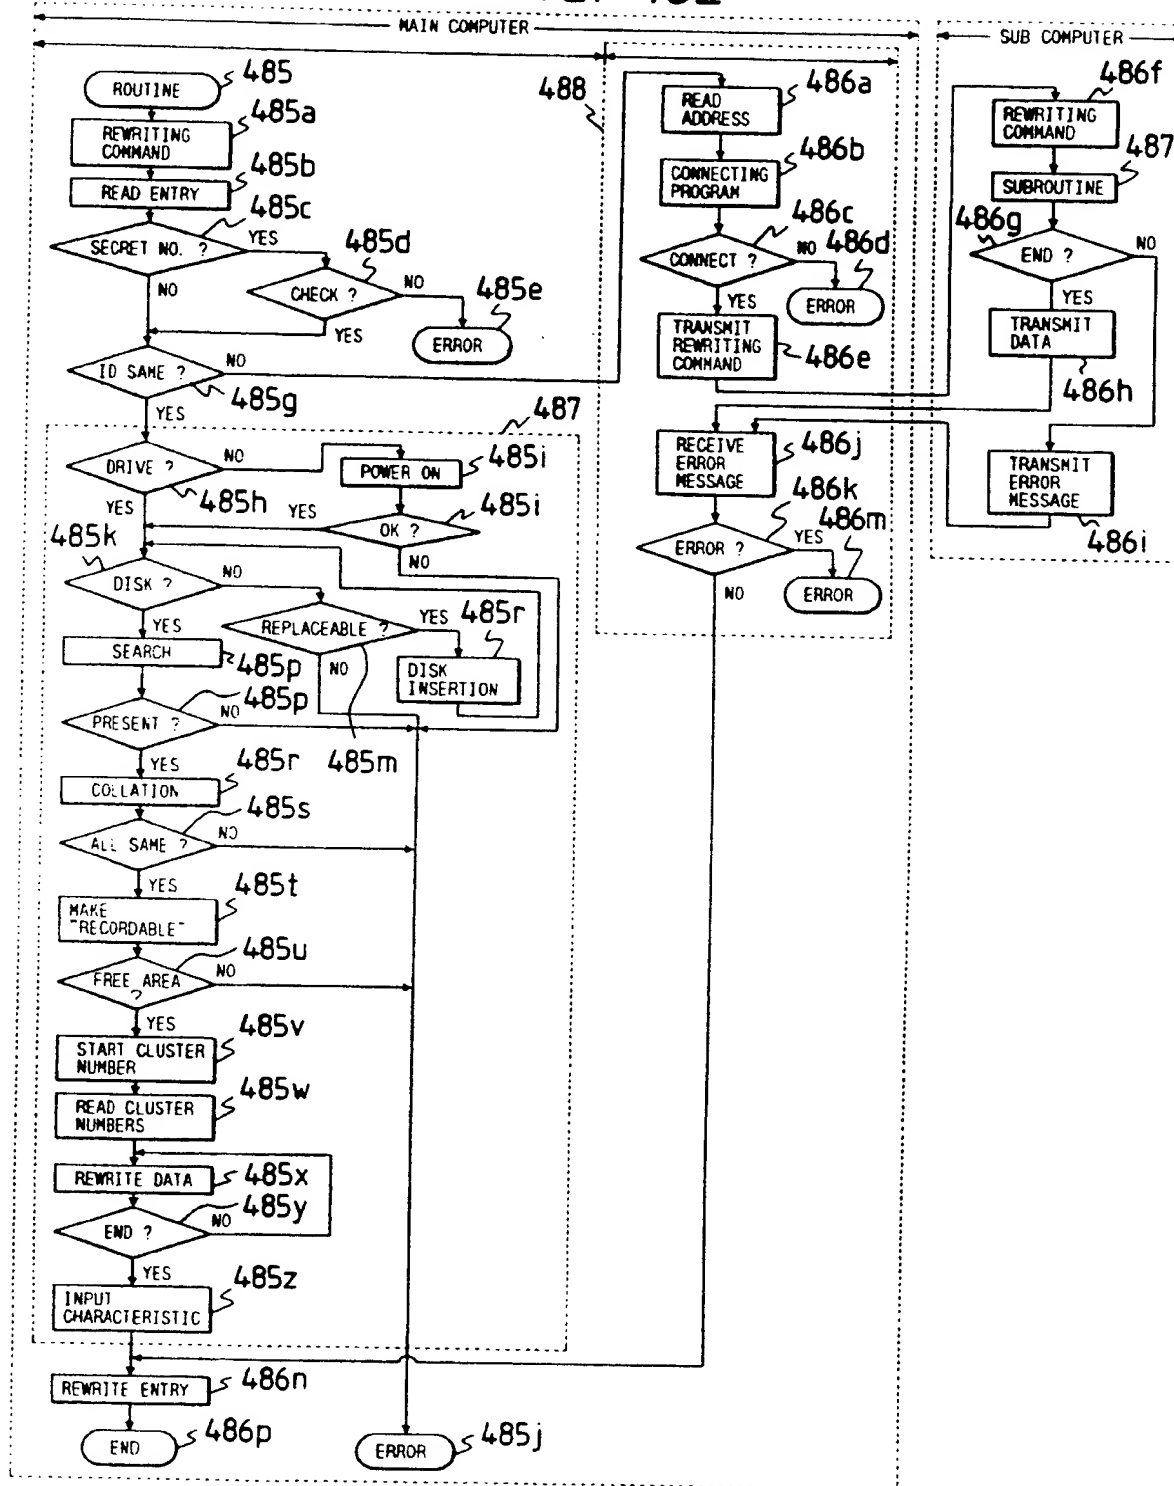 MAIN COMPUTER
SUB COMPUTER
485
ROUTINE
485a
REWRITING
COMMAND
485b
READ ENTRY
485c
SECRET NO. ?
YES
NO
485d
CHECK ?
NO
YES
485e
ERROR
ID SAME ?
NO
YES
485g
488
486a
READ
ADDRESS
486b
CONNECTING
PROGRAM
486c
CONNECT ?
NO
486d
ERROR
YES
TRANSMIT
REWRITING
COMMAND
486e
486f
REWRITING
COMMAND
487
SUBROUTINE
486g
END ?
NO
YES
TRANSMIT
DATA
486h
TRANSMIT
ERROR
MESSAGE
486i
RECEIVE
ERROR
MESSAGE
486j
486k
ERROR ?
YES
486m
ERROR
NO
487
DRIVE ?
NO
YES
485h
POWER ON
485i
OK ?
485i
YES
NO
485k
DISK ?
NO
YES
REPLACEABLE ?
YES
NO
485m
485r
DISK
INSERTION
SEARCH
485p
485p
PRESENT ?
NO
YES
COLLATION
485r
485s
ALL SAME ?
NO
YES
485t
MAKE
"RECORDABLE"
485u
FREE AREA
?
NO
YES
485v
START CLUSTER
NUMBER
485w
READ CLUSTER
NUMBERS
REWRITE DATA
485x
485y
END ?
NO
YES
485z
INPUT
CHARACTERISTIC
REWRITE ENTRY
486n
END
486p
ERROR
485j